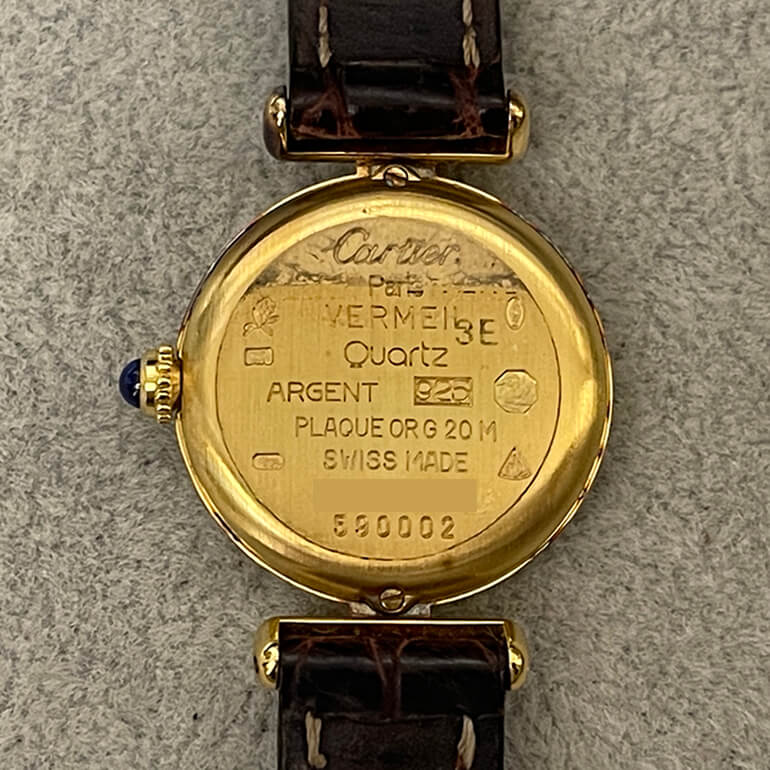 Cartier
Paris
VERMEIL
3E
Quartz
ARGENT 925
PLAQUE OR G 20 M
SWISS MADE
590002